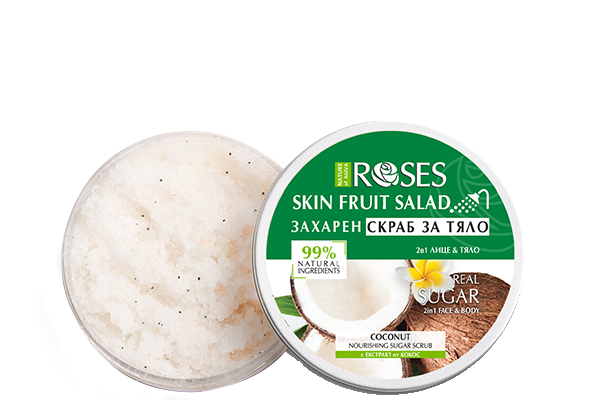 NATURE of AGIVA
ROSES
SKIN FRUIT SALAD
ЗАХАРЕН СКРАБ ЗА ТЯЛО
2в1 ЛИЦЕ & ТЯЛО
99%
NATURAL
INGREDIENTS
REAL
SUGAR
2in1 FACE & BODY
COCONUT
NOURISHING SUGAR SCRUB
с ЕКСТРАКТ от КОКОС